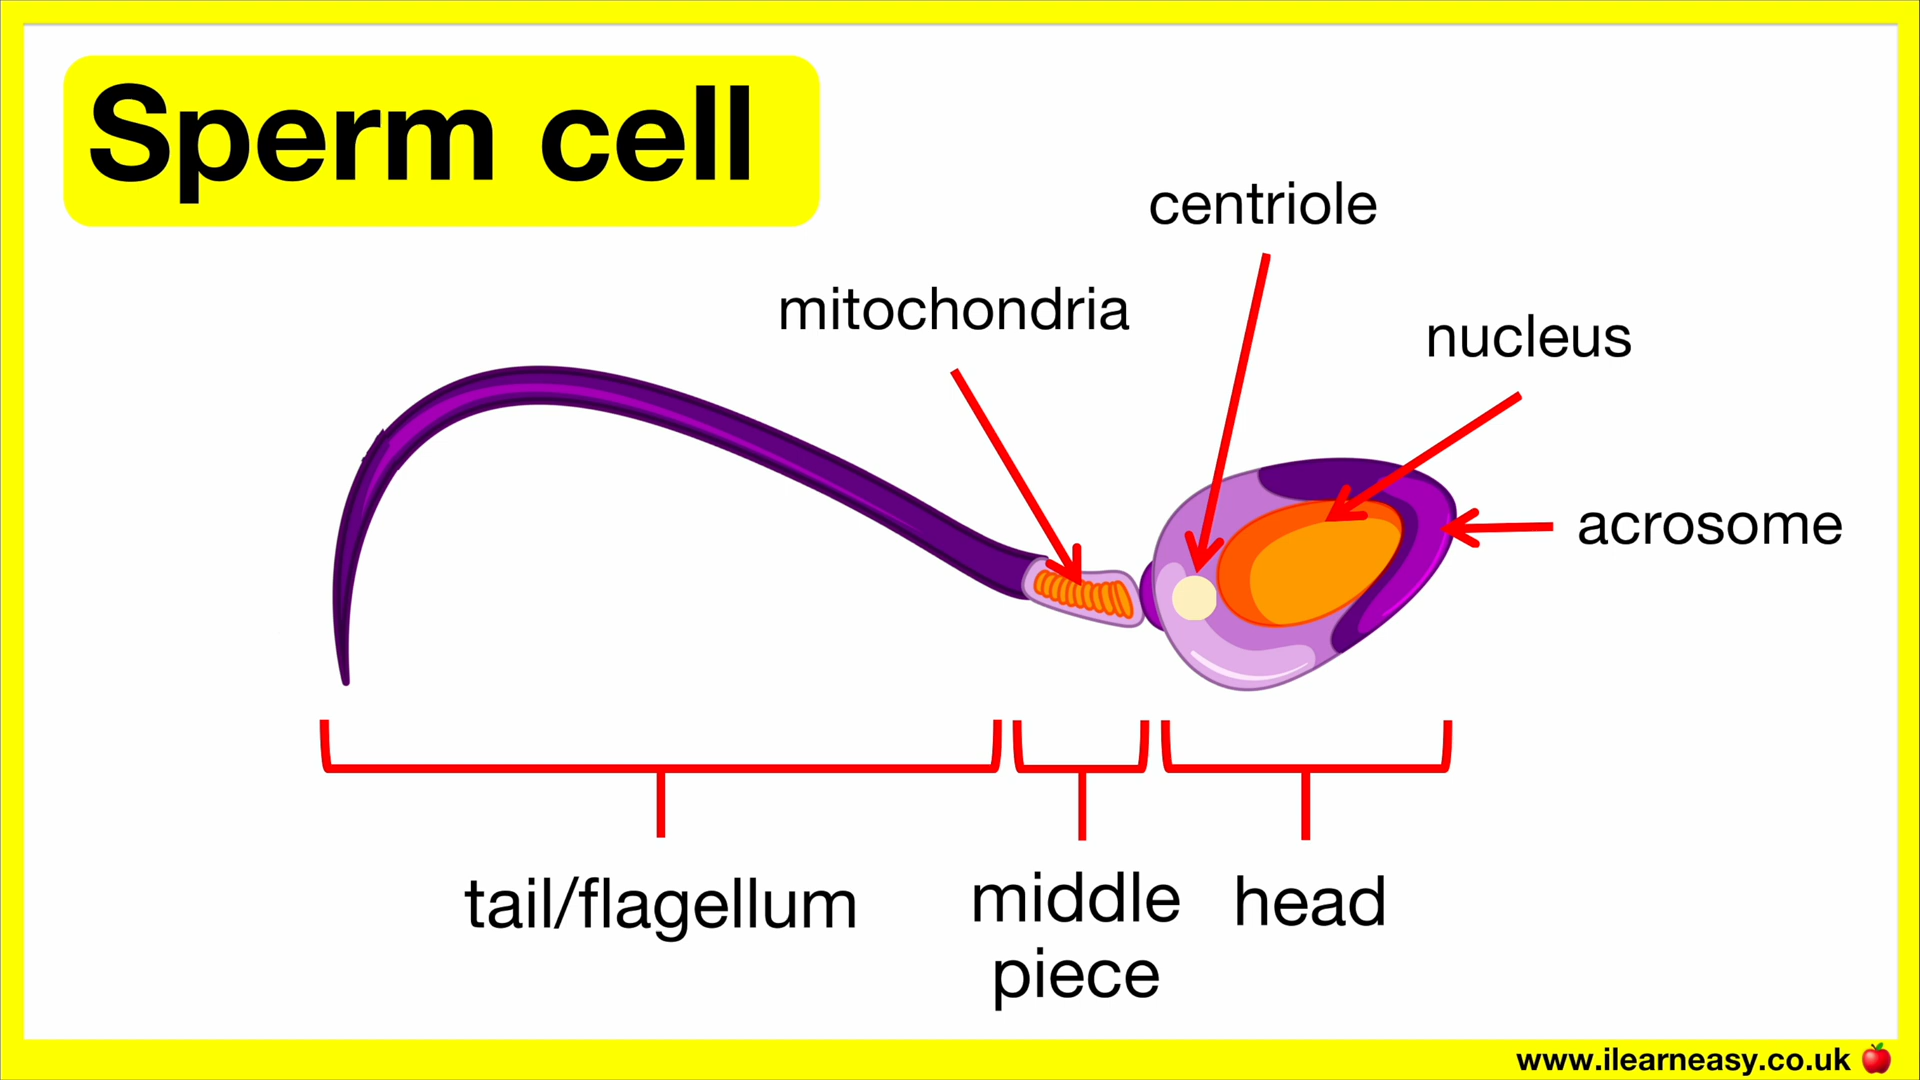 Sperm cell
centriole
mitochondria
nucleus
acrosome
tail/flagellum
middle
piece
head
www.ilearneasy.co.uk